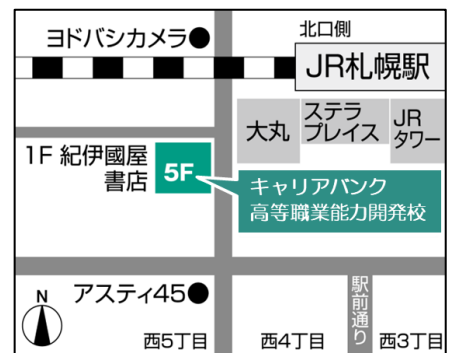 ヨドバシカメラ
北口側
JR札幌駅
大丸
ステラ
プレイス
JR
タワー
1F 紀伊國屋
書店
5F
キャリアバンク
高等職業能力開発校
N
アスティ45
駅前通り
西5丁目
西4丁目
西3丁目